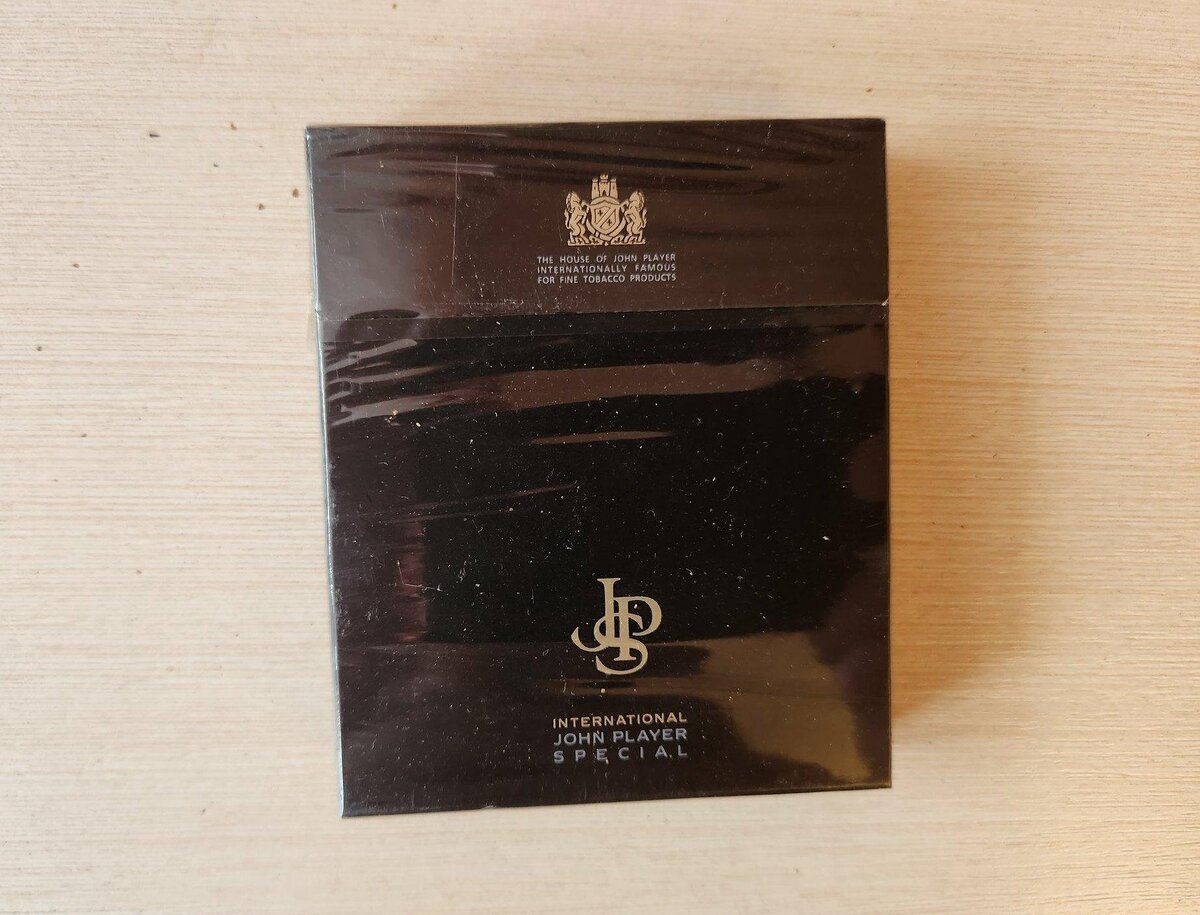 THE HOUSE OF JOHN PLAYER
INTERNATIONALLY FAMOUS
FOR FINE TOBACCO PRODUCTS
JPS
INTERNATIONAL
JOHN PLAYER
SPECIAL